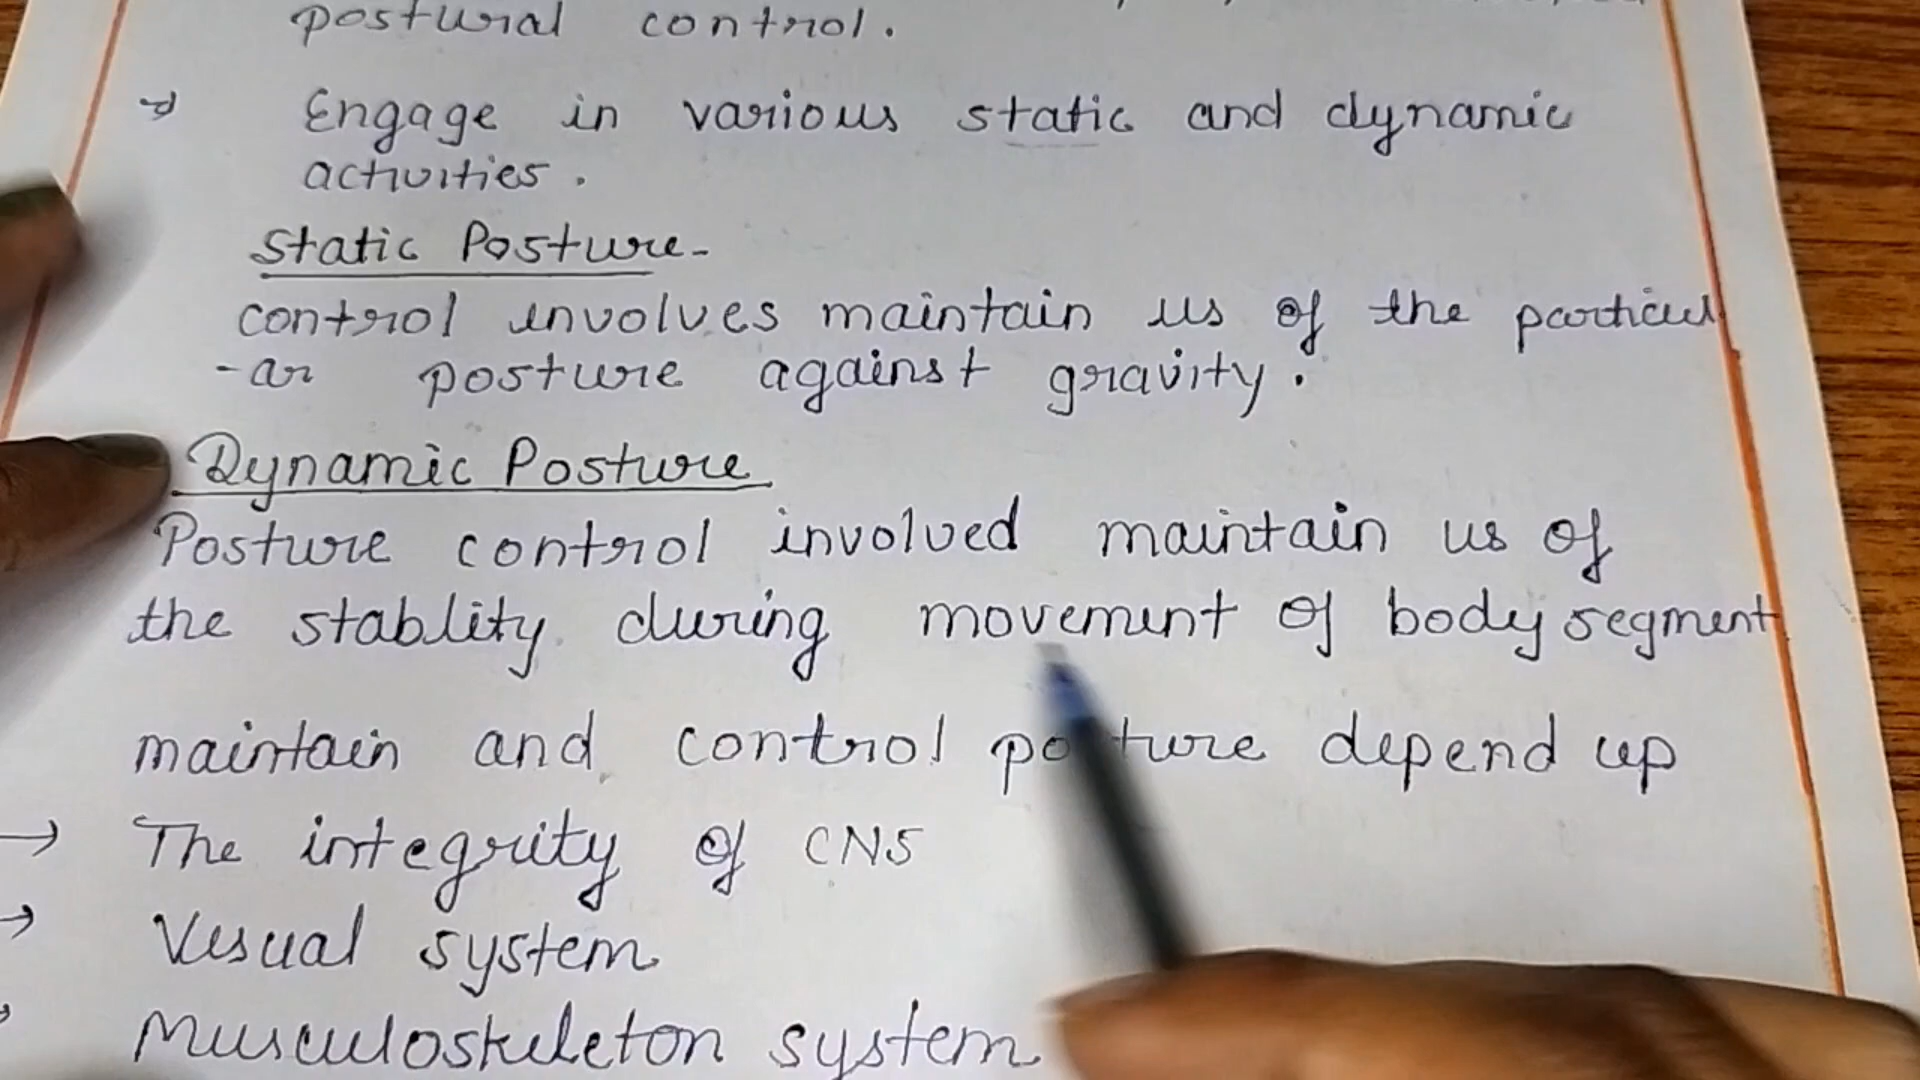 postural control.
Engage in various static and dynamic
activities.
Static Posture-
control involves maintain us of the particul
-ar posture against gravity.
Dynamic Posture
Posture control involved maintain us of
the stablity during movement of body segment
maintain and control posture depend up
→ The integrity of CNS
→ Visual system
Musculoskeleton system